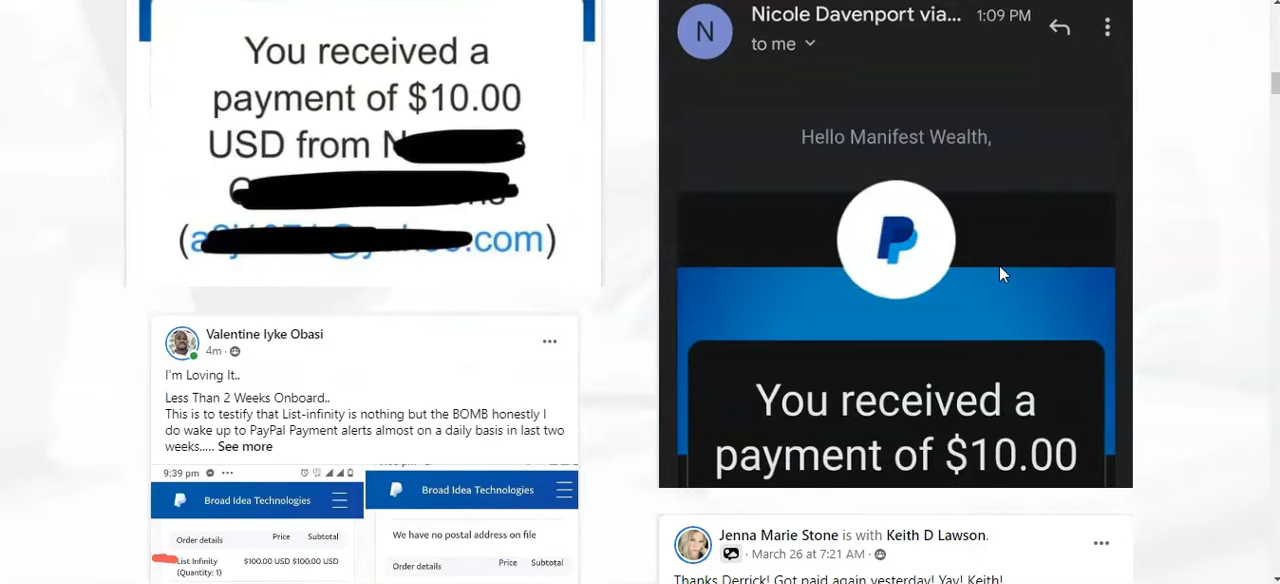 You received a
payment of $10.00
USD from N
.com)
Valentine Iyke Obasi
4m
I'm Loving It..
Less Than 2 Weeks Onboard..
This is to testify that List-infinity is nothing but the BOMB honestly I
do wake up to PayPal Payment alerts almost on a daily basis in last two
weeks..... See more
9:39 pm
Broad Idea Technologies
Order details Price Subtotal
List Infinity $100.00 USD $100.00 USD
(Quantity: 1)
Broad Idea Technologies
We have no postal address on file
Order details Price Subtotal
N
Nicole Davenport via... 1:09 PM
to me
Hello Manifest Wealth,
You received a
payment of $10.00
Jenna Marie Stone is with Keith D Lawson.
March 26 at 7:21 AM
Thanks Derrick! Got paid again yesterday! Yay! Keith!